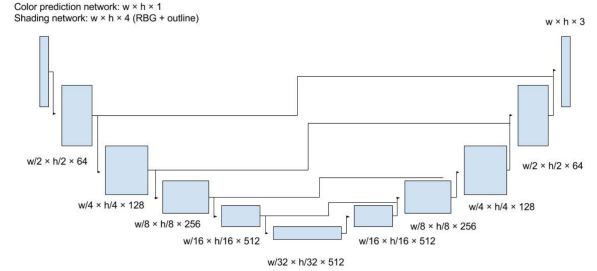 Color prediction network: w × h × 1
Shading network: w × h × 4 (RBG + outline)
w × h × 3
w/2 × h/2 × 64
w/2 × h/2 × 64
w/4 × h/4 × 128
w/4 × h/4 × 128
w/8 × h/8 × 256
w/8 × h/8 × 256
w/16 × h/16 × 512
w/16 × h/16 × 512
w/32 × h/32 × 512